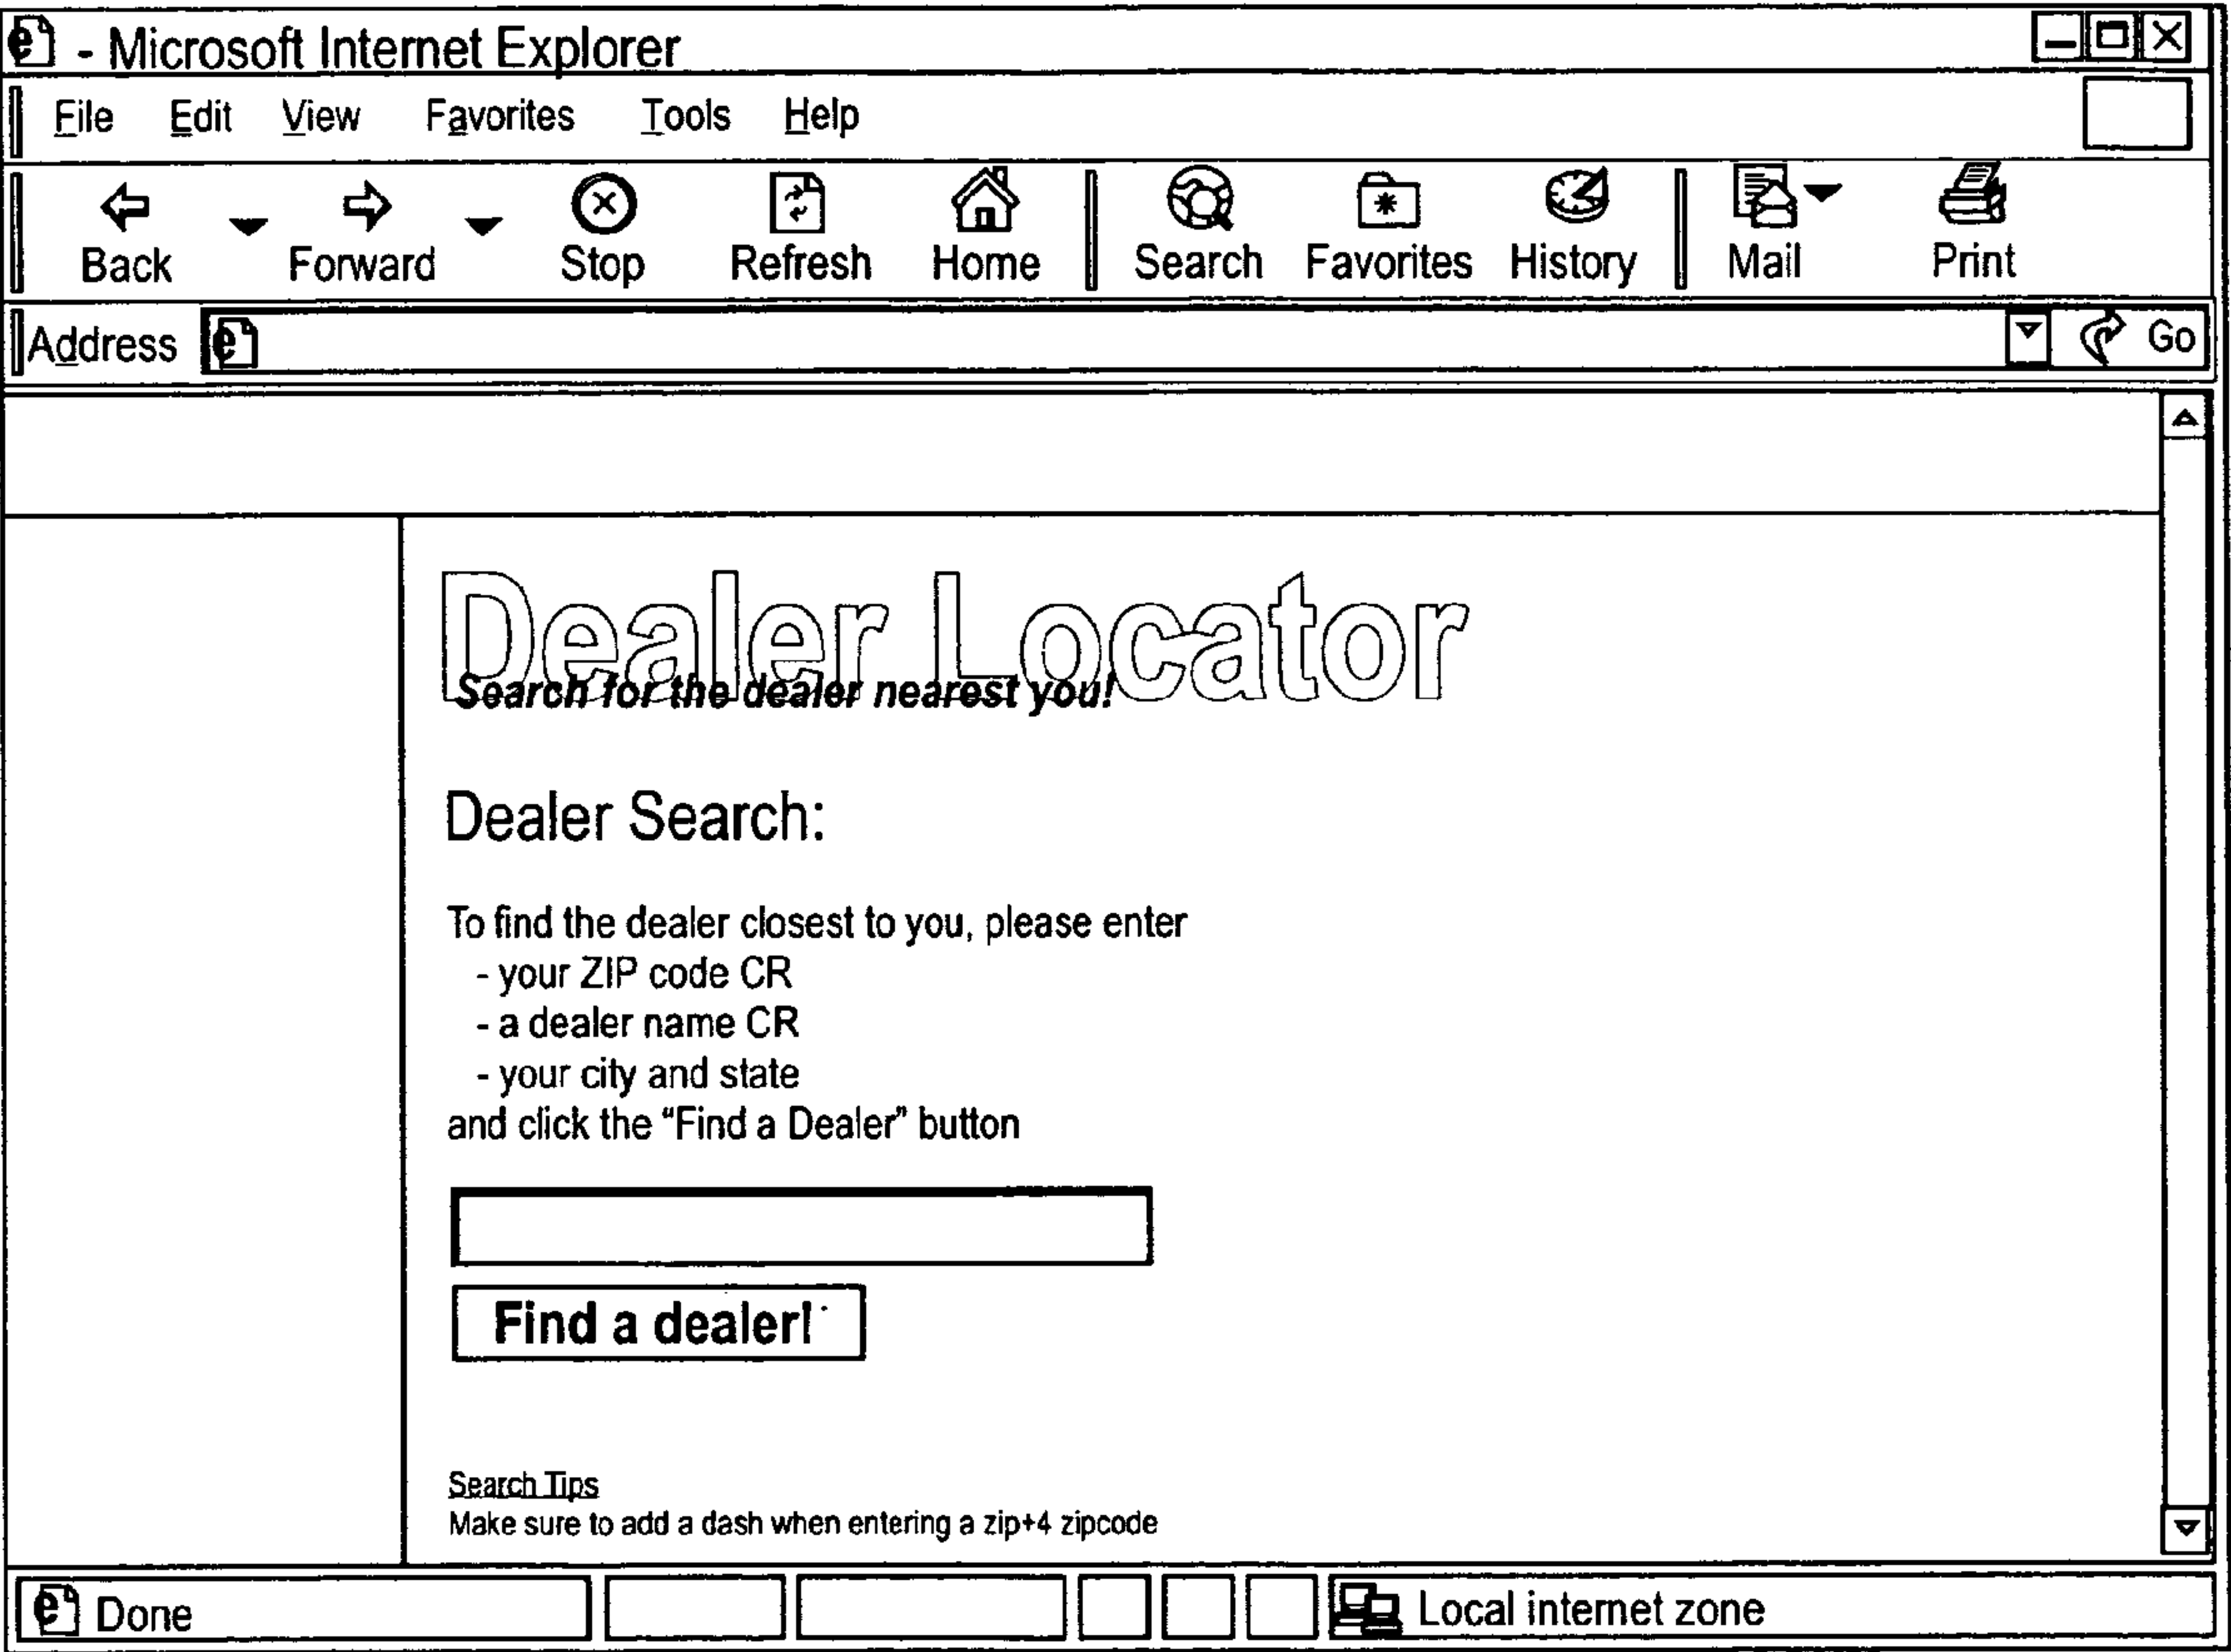 - Microsoft Internet Explorer
File Edit View Favorites Tools Help
Back Forward Stop Refresh Home Search Favorites History Mail Print
Address Go
Dealer Locator
Search for the dealer nearest you!
Dealer Search:
To find the dealer closest to you, please enter
- your ZIP code CR
- a dealer name CR
- your city and state
and click the “Find a Dealer” button
Find a dealer!
Search Tips
Make sure to add a dash when entering a zip+4 zipcode
Done Local internet zone